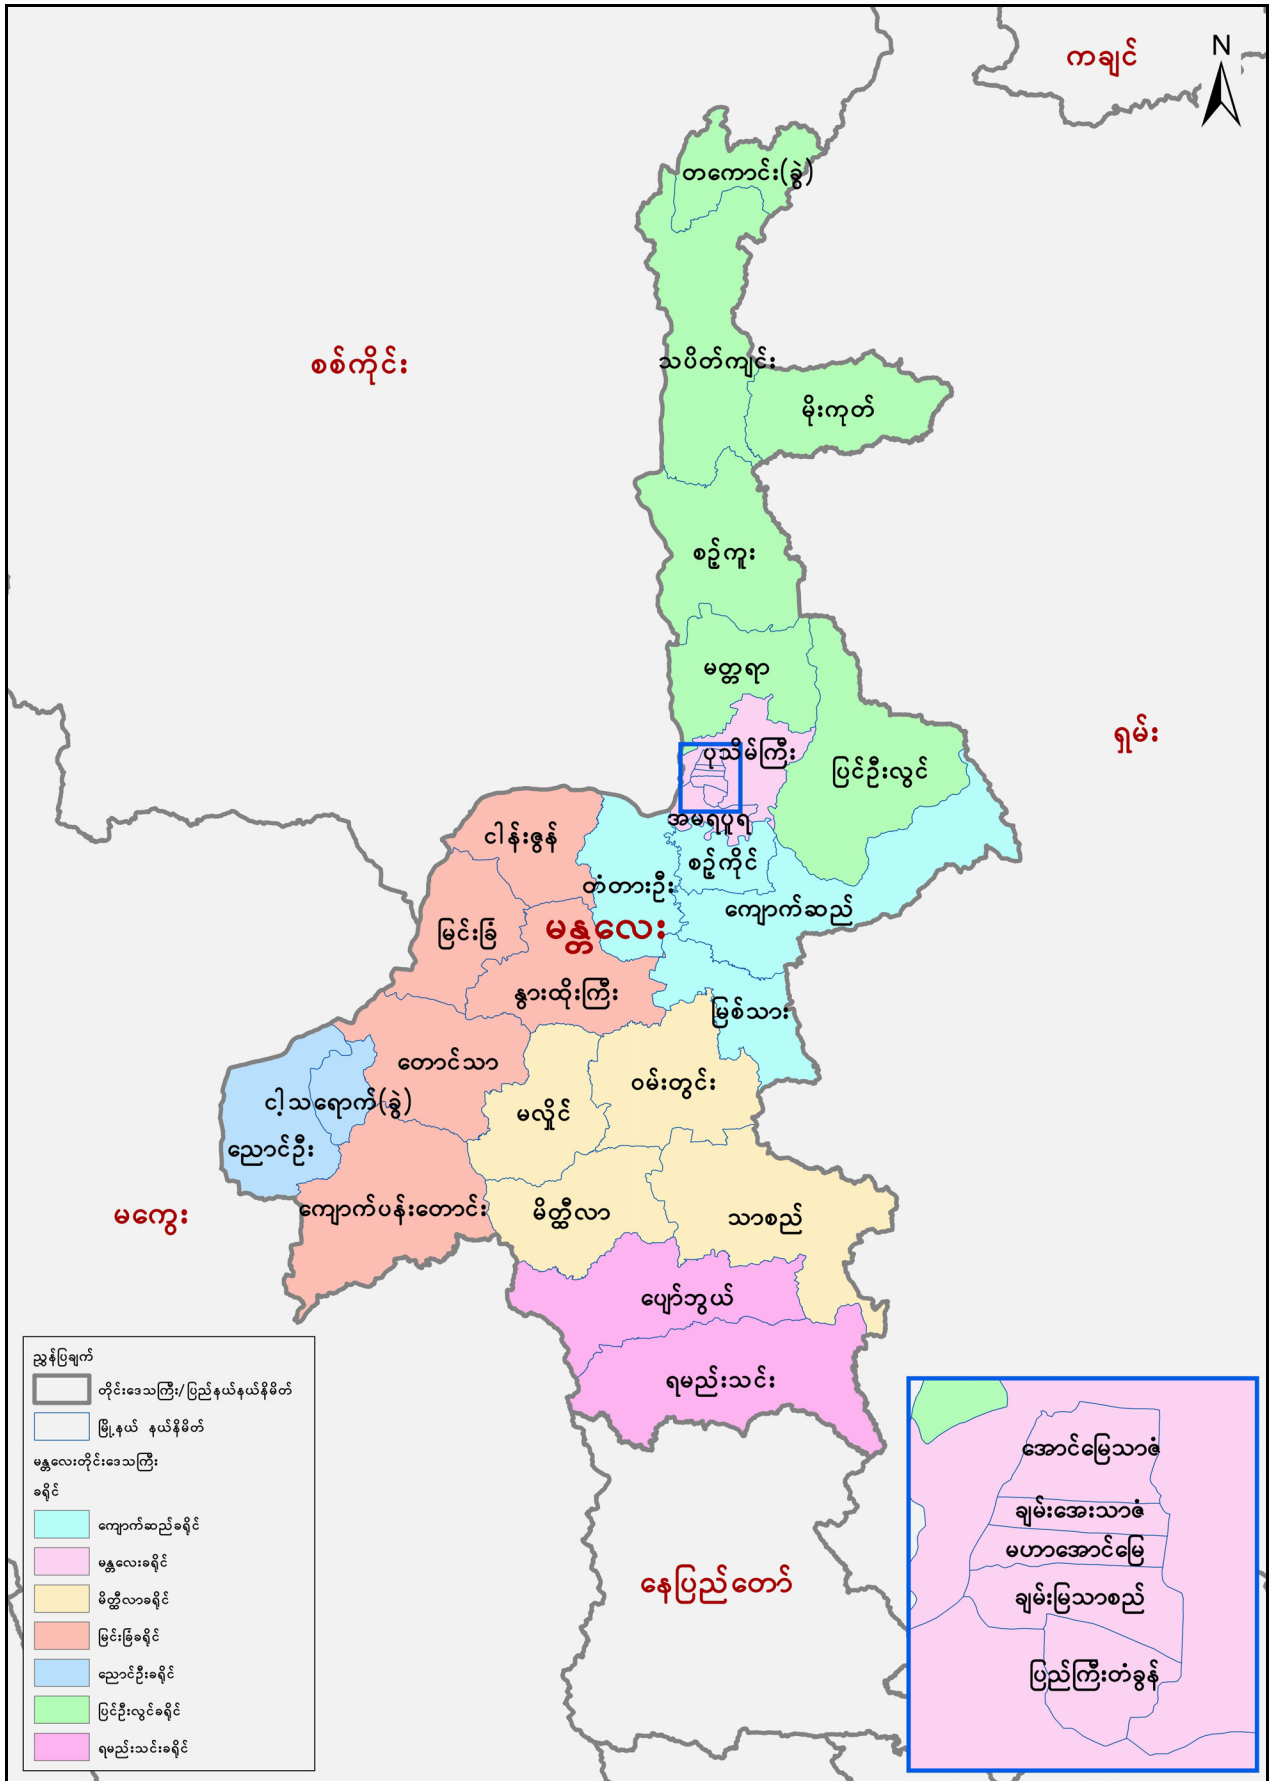 ကချင်
N
တကောင်း(ခွဲ)
စစ်ကိုင်း
သပိတ်ကျင်း
မိုးကုတ်
စဉ့်ကူး
မတ္တရာ
ရှမ်း
ပုသိမ်ကြီး
ပြင်ဦးလွင်
အမရပူရ
ငါန်းဇွန်
စဉ့်ကိုင်
တံတားဦး
ကျောက်ဆည်
မြင်းခြံ
မန္တလေး
နွားထိုးကြီး
မြစ်သား
တောင်သာ
ဝမ်းတွင်း
ငါ့သရောက်(ခွဲ)
မလှိုင်
ညောင်ဦး
မကွေး
ကျောက်ပန်းတောင်း
မိတ္ထီလာ
သာစည်
ပျော်ဘွယ်
ရမည်းသင်း
နေပြည်တော်
ညွှန်ပြချက်
တိုင်းဒေသကြီး/ပြည်နယ်နယ်နိမိတ်
မြို့နယ် နယ်နိမိတ်
မန္တလေးတိုင်းဒေသကြီး
ခရိုင်
ကျောက်ဆည်ခရိုင်
မန္တလေးခရိုင်
မိတ္ထီလာခရိုင်
မြင်းခြံခရိုင်
ညောင်ဦးခရိုင်
ပြင်ဦးလွင်ခရိုင်
ရမည်းသင်းခရိုင်
အောင်မြေသာဇံ
ချမ်းအေးသာဇံ
မဟာအောင်မြေ
ချမ်းမြသာစည်
ပြည်ကြီးတံခွန်